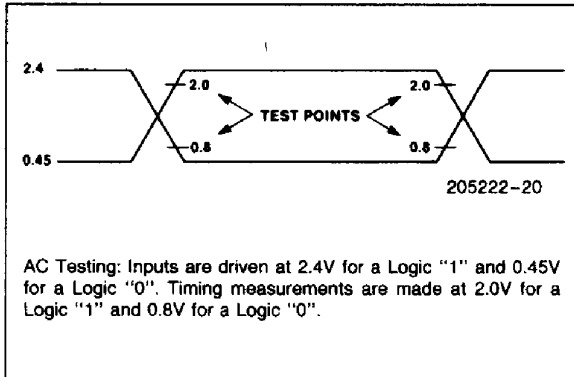 2.4
2.0
2.0
TEST POINTS
0.8
0.8
0.45
205222-20
AC Testing: Inputs are driven at 2.4V for a Logic "1" and 0.45V
for a Logic "0". Timing measurements are made at 2.0V for a
Logic "1" and 0.8V for a Logic "0".